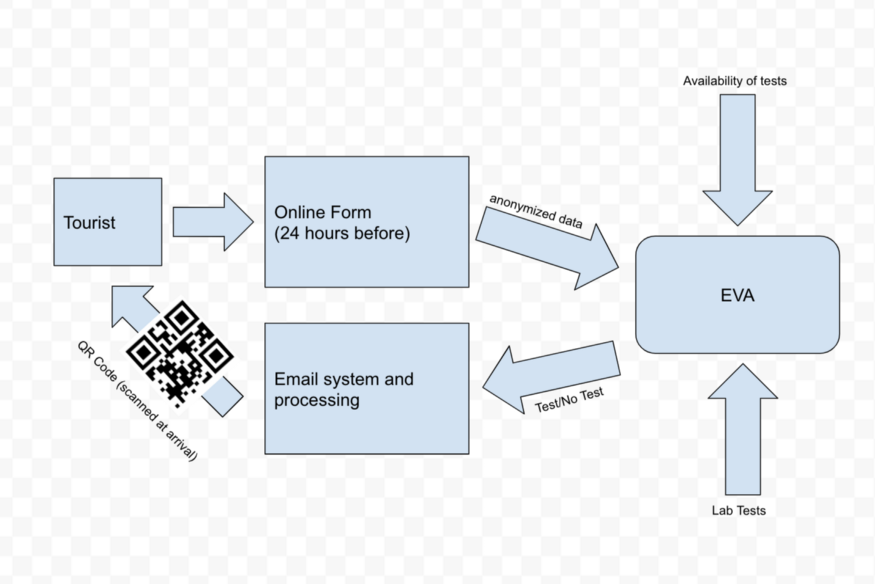 Availability of tests
Tourist
Online Form
(24 hours before)
anonymized data
EVA
Email system and
processing
Test/No Test
QR Code (scanned at arrival)
Lab Tests